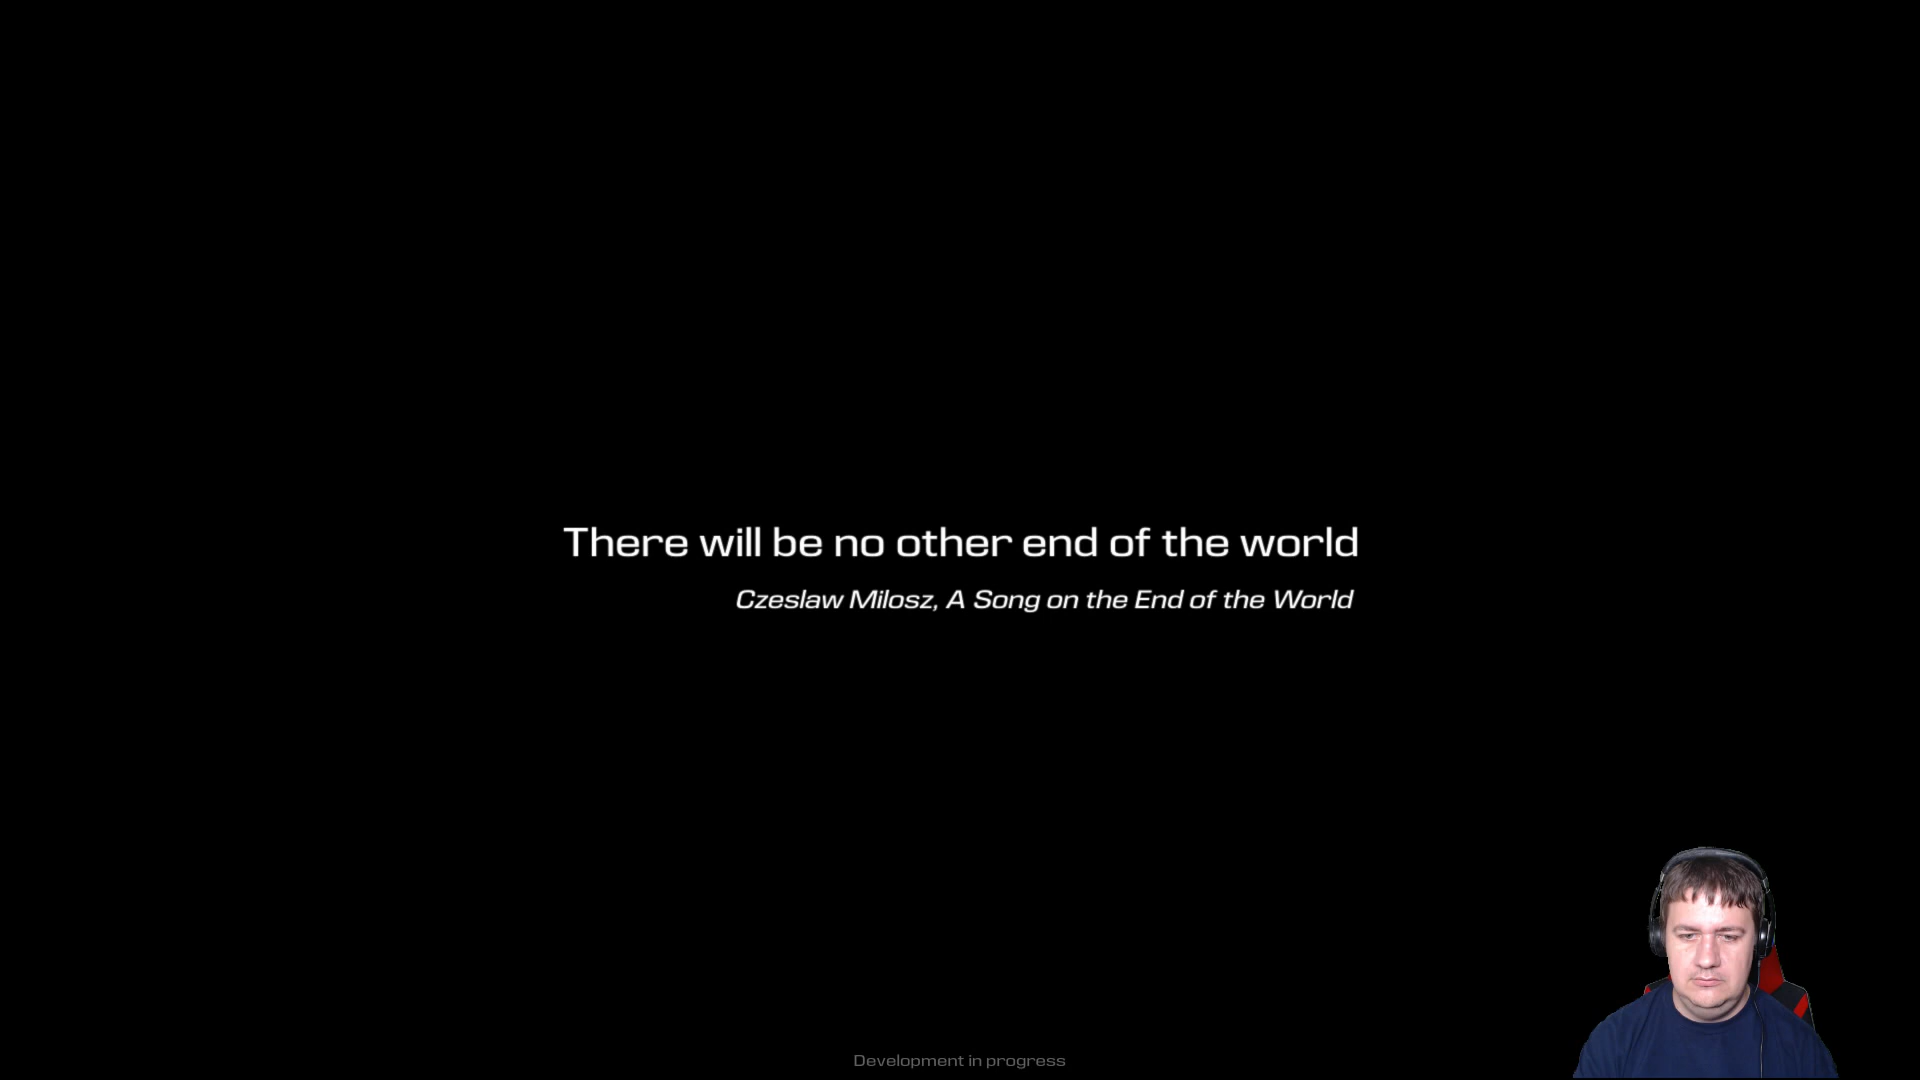 There will be no other end of the world
Czeslaw Milosz, A Song on the End of the World
Development in progress